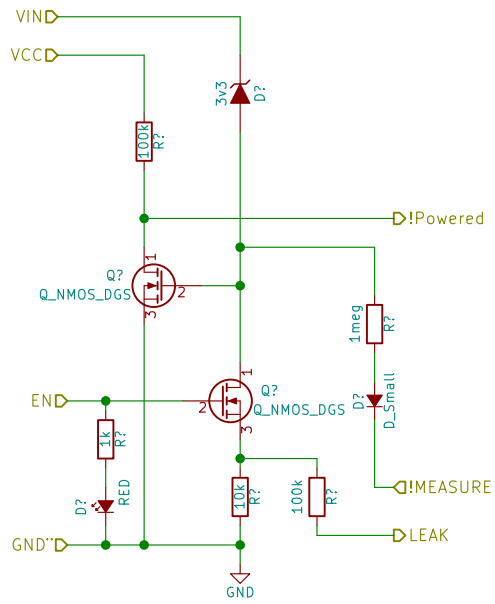 VIN
VCC
3v3
D?
100k
R?
!Powered
1
Q?
Q_NMOS_DGS
2
3
1meg
R?
1
Q?
EN
2
Q_NMOS_DGS
D?
D_Small
3
1k
R?
!MEASURE
10k
R?
100k
R?
D?
RED
LEAK
GND¨
GND